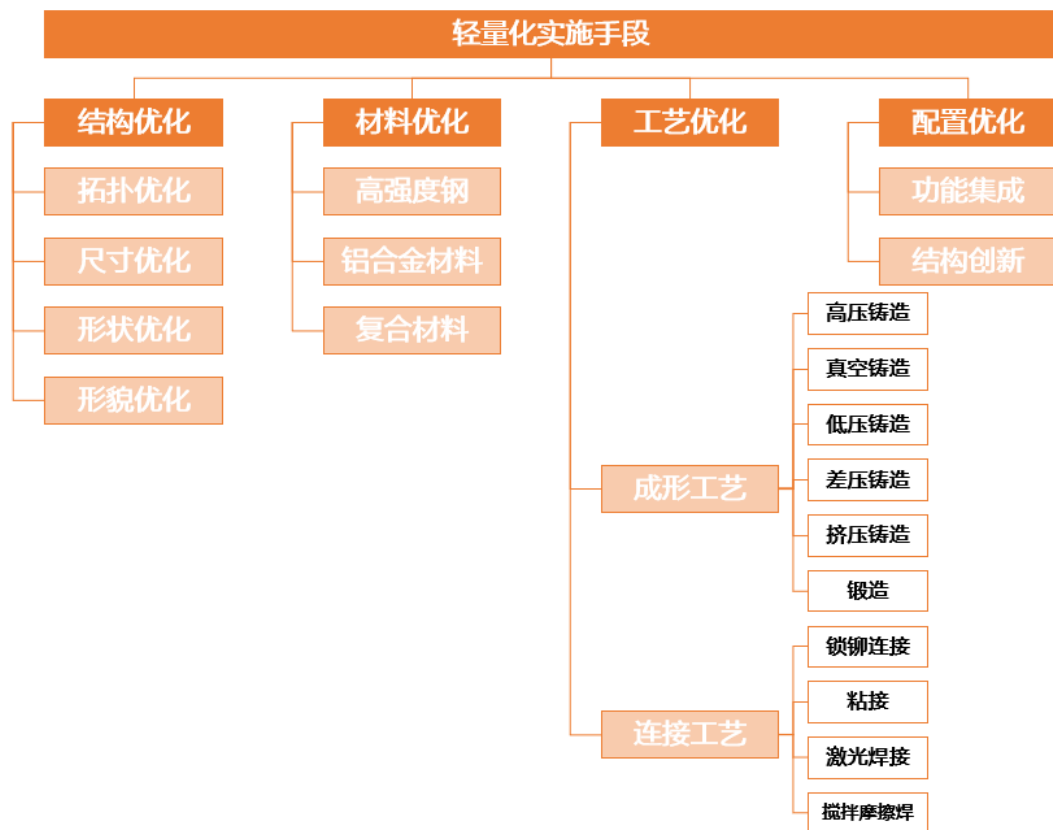 轻量化实施手段
结构优化
材料优化
工艺优化
配置优化
拓扑优化
高强度钢
功能集成
尺寸优化
铝合金材料
结构创新
形状优化
复合材料
形貌优化
高压铸造
真空铸造
低压铸造
成形工艺
差压铸造
挤压铸造
锻造
锁铆连接
粘接
连接工艺
激光焊接
搅拌摩擦焊